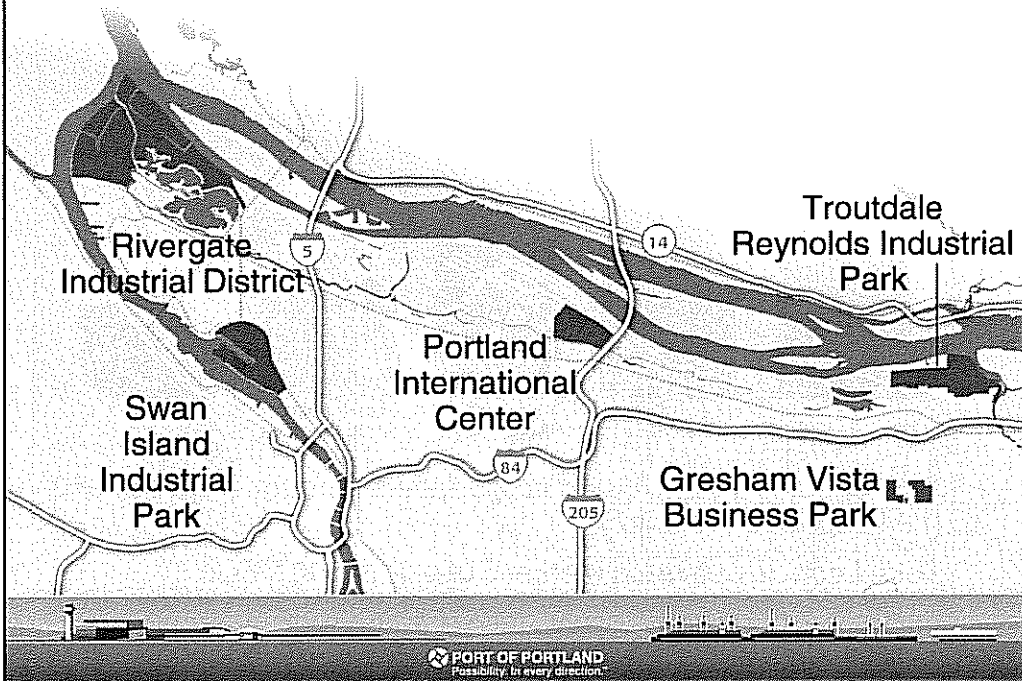 Rivergate
Industrial District
5
14
Troutdale
Reynolds Industrial
Park
Portland
International
Center
Swan
Island
Industrial
Park
84
205
Gresham Vista
Business Park
PORT OF PORTLAND
Possibility. In every direction.™